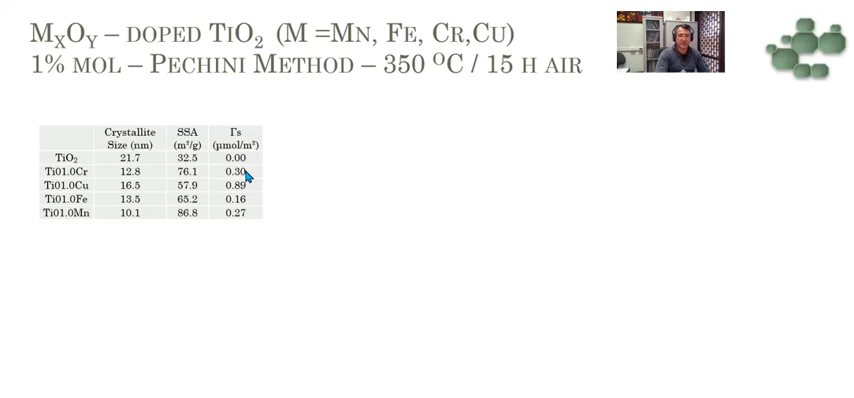 MXOY – DOPED TIO2 (M =MN, FE, CR,CU)
1% MOL – PECHINI METHOD – 350 OC / 15 H AIR
Crystallite Size (nm) SSA (m²/g) Γs (μmol/m²)
TiO2 21.7 32.5 0.00
Ti01.0Cr 12.8 76.1 0.30
Ti01.0Cu 16.5 57.9 0.89
Ti01.0Fe 13.5 65.2 0.16
Ti01.0Mn 10.1 86.8 0.27